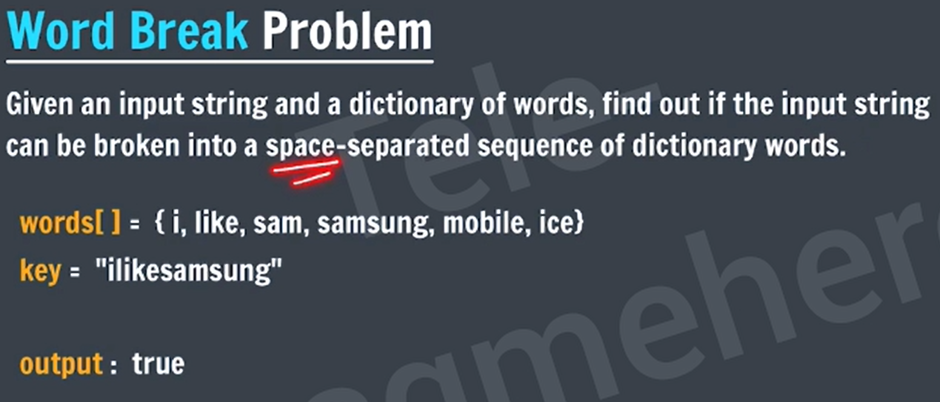 Word Break Problem
Given an input string and a dictionary of words, find out if the input string
can be broken into a space-separated sequence of dictionary words.
words[ ] = { i, like, sam, samsung, mobile, ice}
key = "ilikesamsung"
output : true
Tele-
gmeher